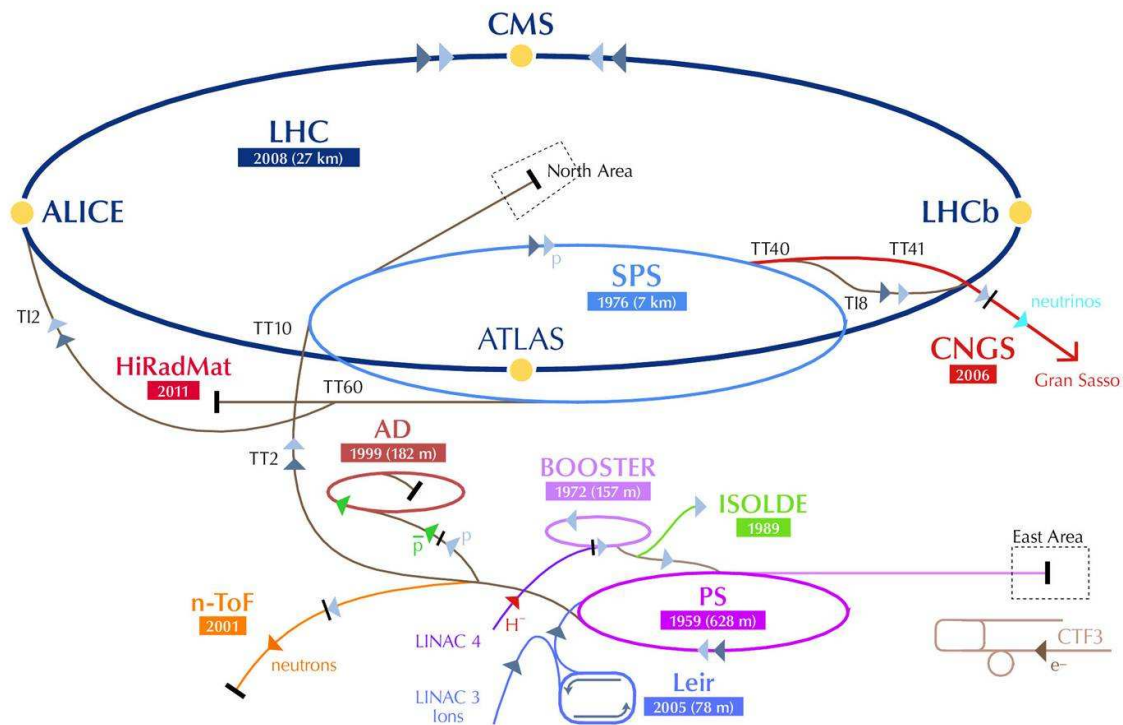 CMS
LHC
2008 (27 km)
North Area
ALICE
LHCb
TT40
TT41
p
SPS
1976 (7 km)
TI8
neutrinos
TI2
TT10
ATLAS
CNGS
2006
Gran Sasso
HiRadMat
2011
TT60
AD
1999 (182 m)
TT2
BOOSTER
1972 (157 m)
ISOLDE
1989
p̅
p
East Area
n-ToF
2001
PS
1959 (628 m)
LINAC 4
H⁻
neutrons
CTF3
e–
LINAC 3
Ions
Leir
2005 (78 m)